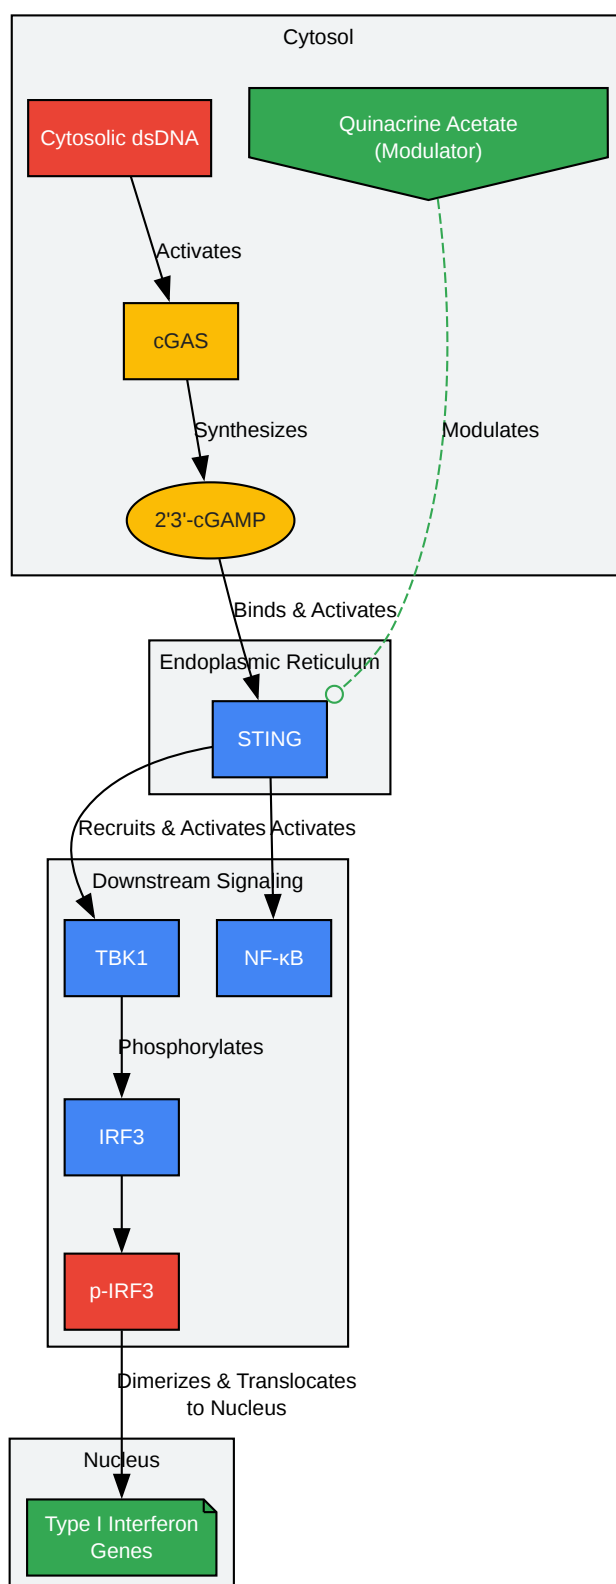 Cytosol
Cytosolic dsDNA
Quinacrine Acetate
(Modulator)
Activates
cGAS
Synthesizes
Modulates
2'3'-cGAMP
Binds & Activates
Endoplasmic Reticulum
STING
Recruits & Activates
Activates
Downstream Signaling
TBK1
NF-κB
Phosphorylates
IRF3
p-IRF3
Dimerizes & Translocates
to Nucleus
Nucleus
Type I Interferon
Genes